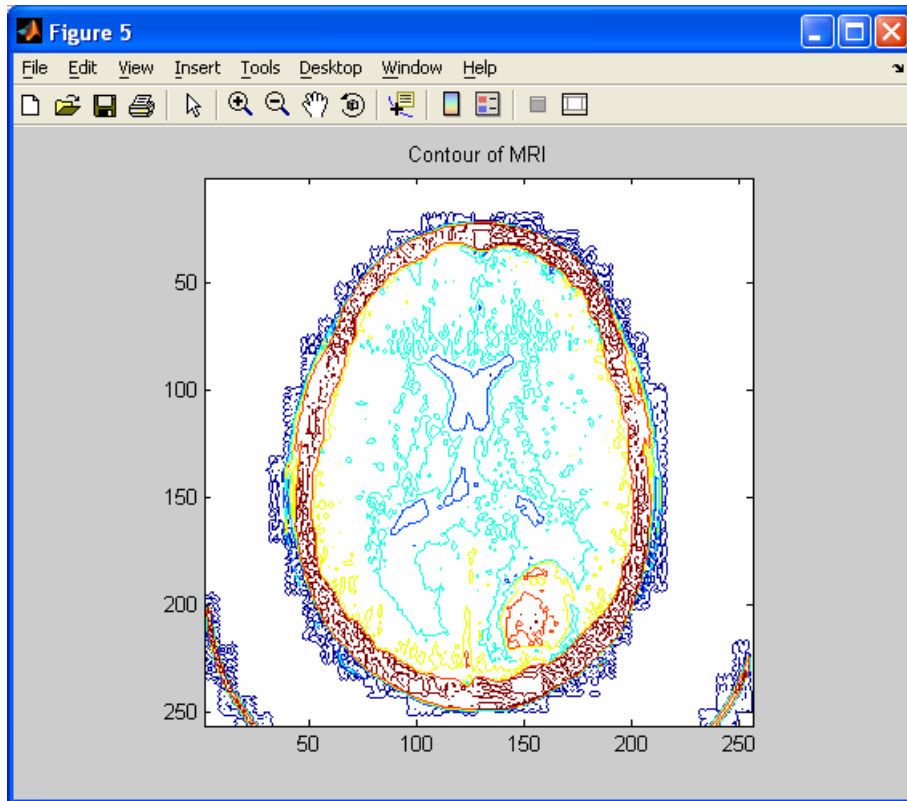 Figure 5
File Edit View Insert Tools Desktop Window Help
Contour of MRI
50
100
150
200
250
50 100 150 200 250